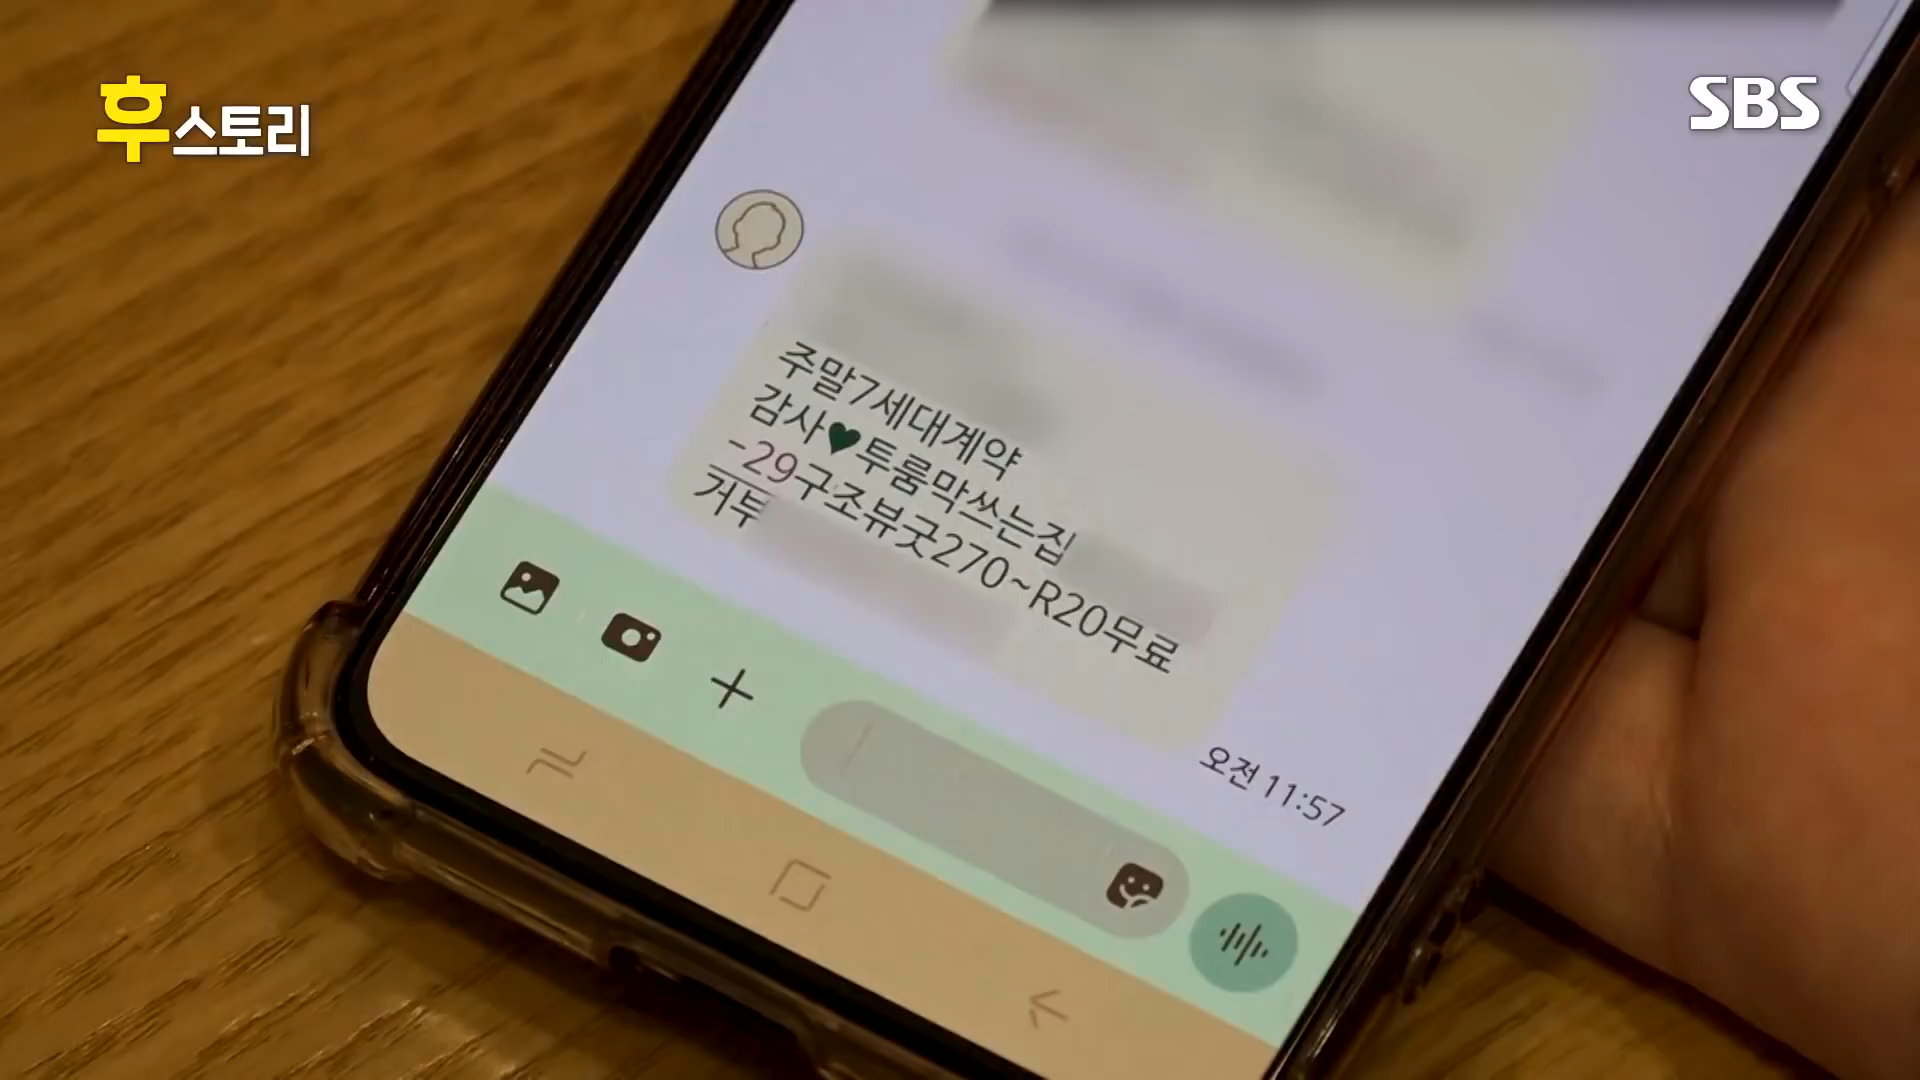 후스토리
SBS
주말7세대계약
감사♥투룸막쓰는집
-29구조뷰굿270~R20무료
거투
오전 11:57